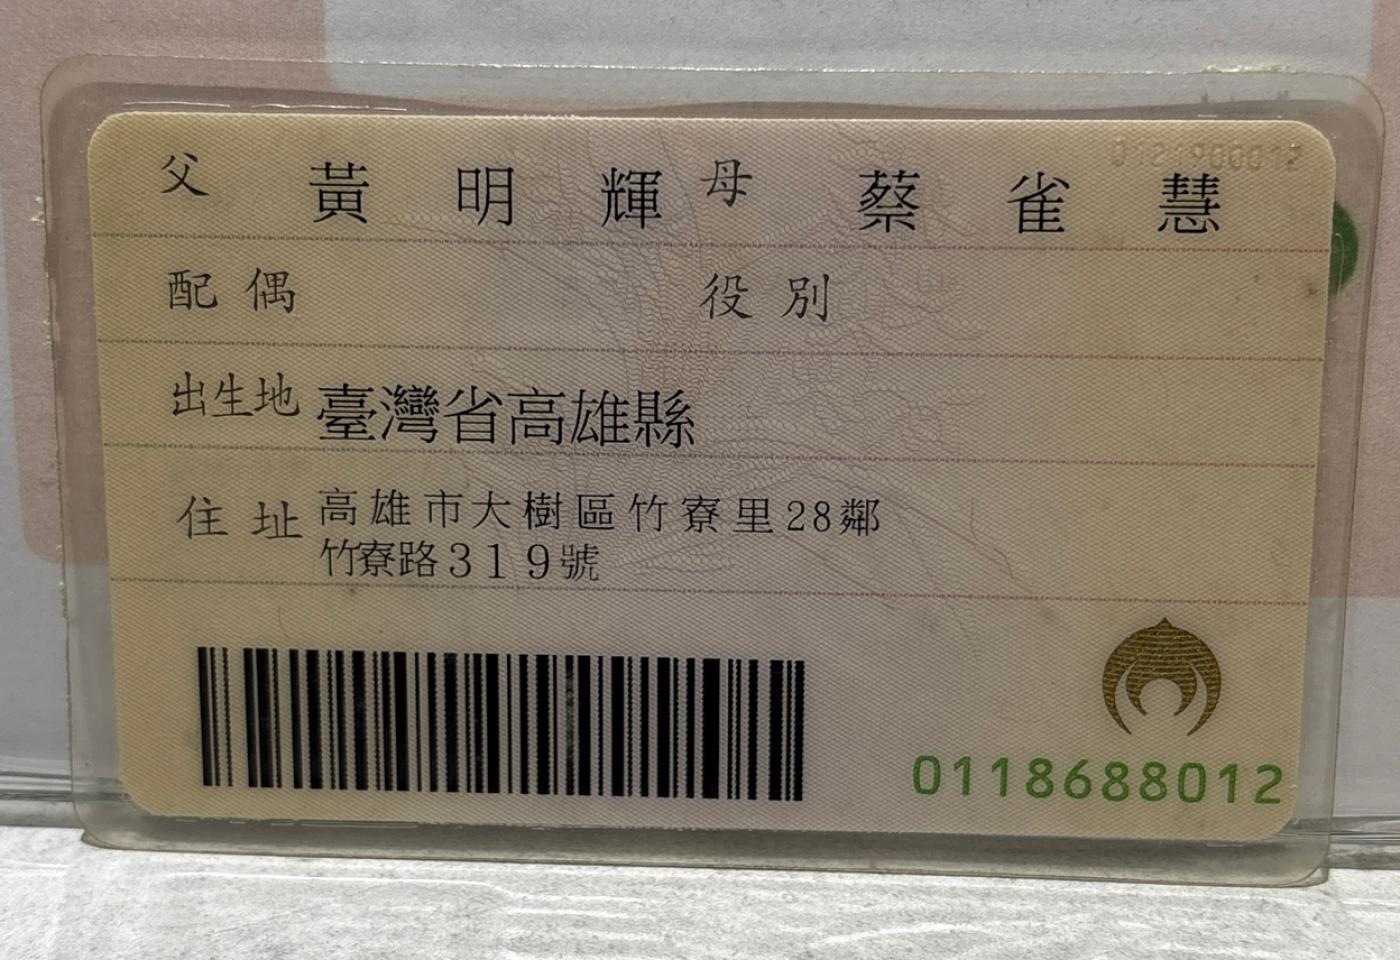 父 黃明輝 母 蔡雀慧
配偶 役別
出生地 臺灣省高雄縣
住址 高雄市大樹區竹寮里28鄰
竹寮路319號
0118688012